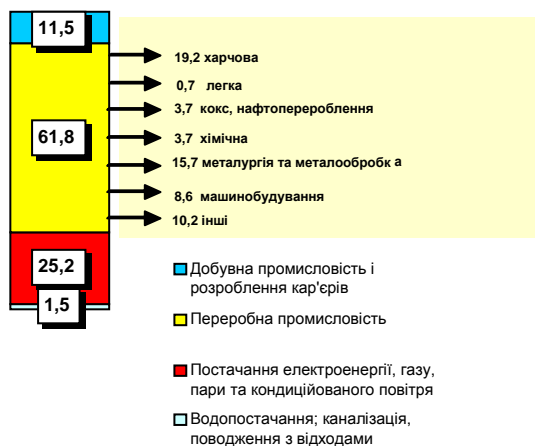 11,5
61,8
25,2
1,5
19,2 харчова
0,7 легка
3,7 кокс, нафтоперероблення
3,7 хімічна
15,7 металургія та металообробк а
8,6 машинобудування
10,2 інші
Добувна промисловість і
розроблення кар'єрів
Переробна промисловість
Постачання електроенергії, газу,
пари та кондиційованого повітря
Водопостачання; каналізація,
поводження з відходами